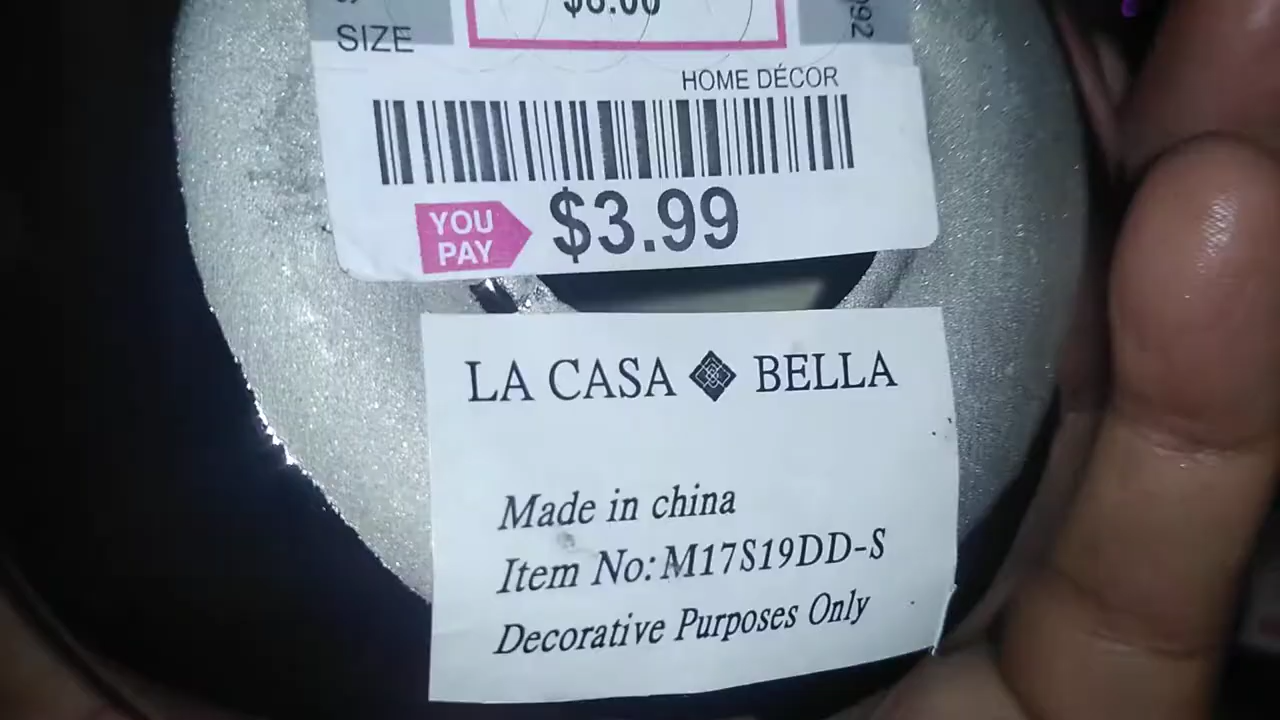 SIZE
HOME DÉCOR
YOU
PAY
$3.99
LA CASA BELLA
Made in china
Item No:M17S19DD-S
Decorative Purposes Only